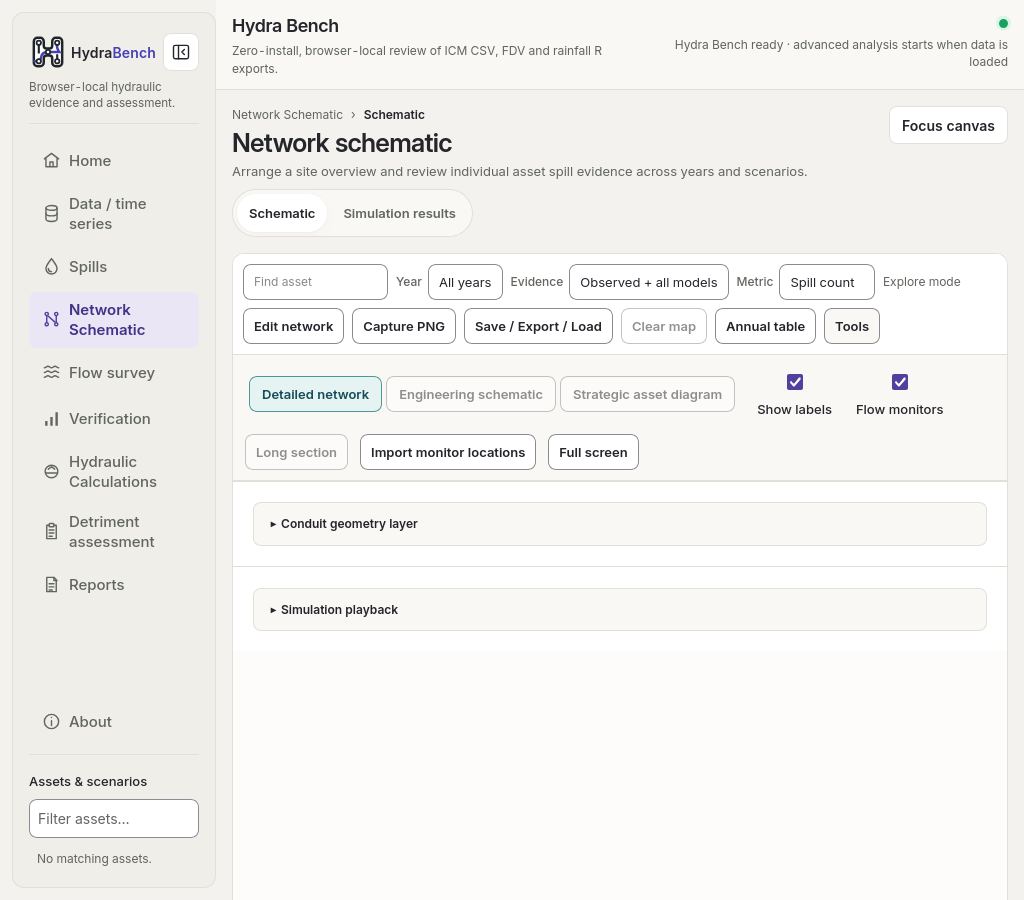 HydraBench
Browser-local hydraulic
evidence and assessment.
Home
Data / time
series
Spills
Network
Schematic
Flow survey
Verification
Hydraulic
Calculations
Detriment
assessment
Reports
About
Assets & scenarios
Filter assets...
No matching assets.
Hydra Bench
Zero-install, browser-local review of ICM CSV, FDV and rainfall R
exports.
Hydra Bench ready · advanced analysis starts when data is
loaded
Network Schematic › Schematic
Network schematic
Arrange a site overview and review individual asset spill evidence across years and scenarios.
Focus canvas
Schematic Simulation results
Find asset Year All years Evidence Observed + all models Metric Spill count Explore mode
Edit network Capture PNG Save / Export / Load Clear map Annual table Tools
Detailed network Engineering schematic Strategic asset diagram Show labels Flow monitors
Long section Import monitor locations Full screen
▸ Conduit geometry layer
▸ Simulation playback